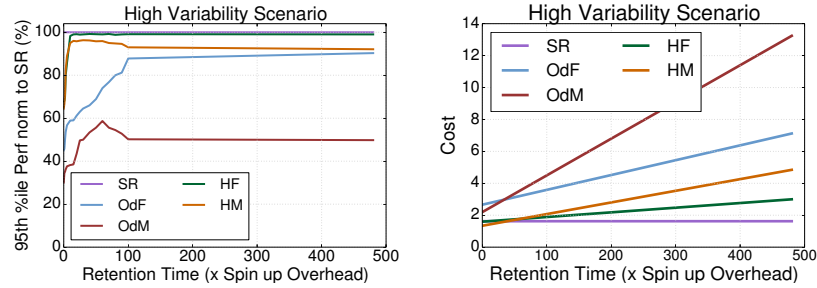 High Variability Scenario
95th %ile Perf norm to SR (%)
100
80
60
40
20
0
SR
OdF
OdM
HF
HM
0 100 200 300 400 500
Retention Time (x Spin up Overhead)
High Variability Scenario
Cost
14
12
10
8
6
4
2
0
SR
OdF
OdM
HF
HM
0 100 200 300 400 500
Retention Time (x Spin up Overhead)